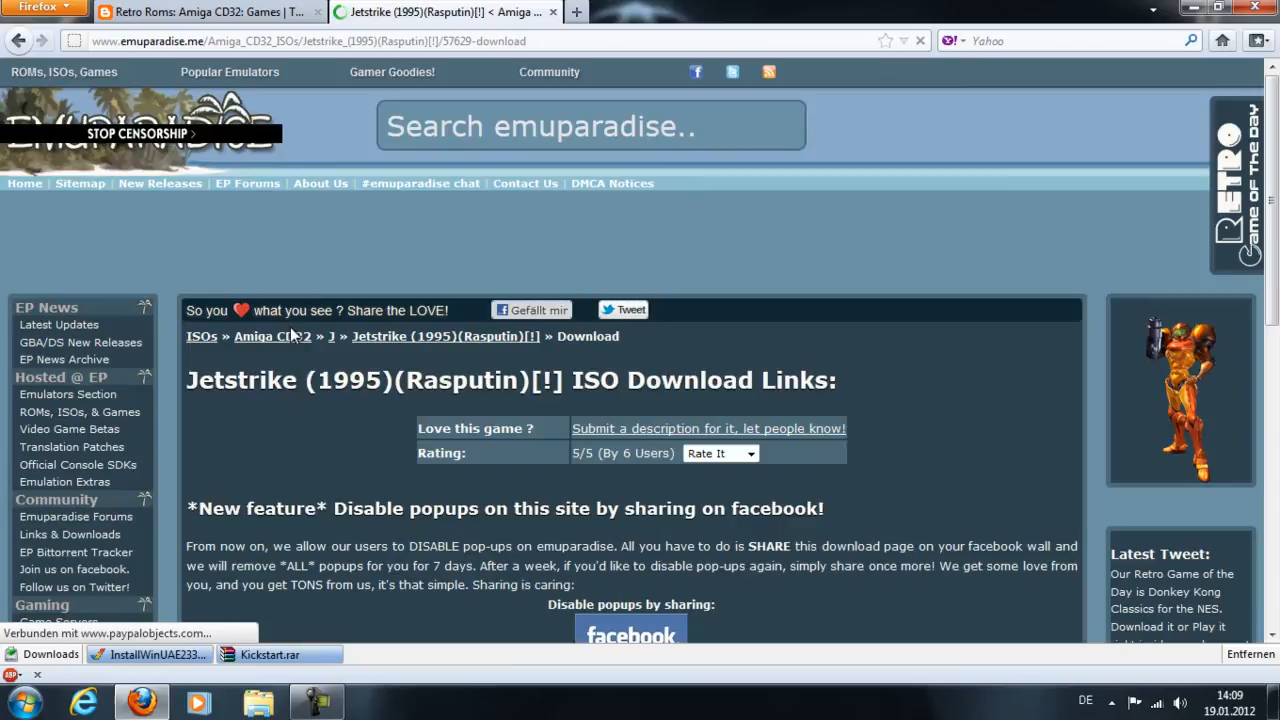 Firefox
Retro Roms: Amiga CD32: Games | T...
Jetstrike (1995)(Rasputin)[!] < Amiga ...
www.emuparadise.me/Amiga_CD32_ISOs/Jetstrike_(1995)(Rasputin)[!]/57629-download
Yahoo
ROMs, ISOs, Games
Popular Emulators
Gamer Goodies!
Community
EMUPARADISE
STOP CENSORSHIP >
Search emuparadise..
RETRO
Game OF THE DAY
Home Sitemap New Releases EP Forums About Us #emuparadise chat Contact Us DMCA Notices
EP News
Latest Updates
GBA/DS New Releases
EP News Archive
Hosted @ EP
Emulators Section
ROMs, ISOs, & Games
Video Game Betas
Translation Patches
Official Console SDKs
Emulation Extras
Community
Emuparadise Forums
Links & Downloads
EP Bittorrent Tracker
Join us on facebook.
Follow us on Twitter!
Gaming
So you what you see ? Share the LOVE!
Gefällt mir
Tweet
ISOs » Amiga CD32 » J » Jetstrike (1995)(Rasputin)[!] » Download
Jetstrike (1995)(Rasputin)[!] ISO Download Links:
Love this game ? Submit a description for it, let people know!
Rating: 5/5 (By 6 Users) Rate It
*New feature* Disable popups on this site by sharing on facebook!
From now on, we allow our users to DISABLE pop-ups on emuparadise. All you have to do is SHARE this download page on your facebook wall and
we will remove *ALL* popups for you for 7 days. After a week, if you'd like to disable pop-ups again, simply share once more! We get some love from
you, and you get TONS from us, it's that simple. Sharing is caring:
Disable popups by sharing:
facebook
Latest Tweet:
Our Retro Game of the
Day is Donkey Kong
Classics for the NES.
Download it or Play it
Verbunden mit www.paypalobjects.com...
Downloads
InstallWinUAE233...
Kickstart.rar
Entfernen
ABP
DE
14:09
19.01.2012